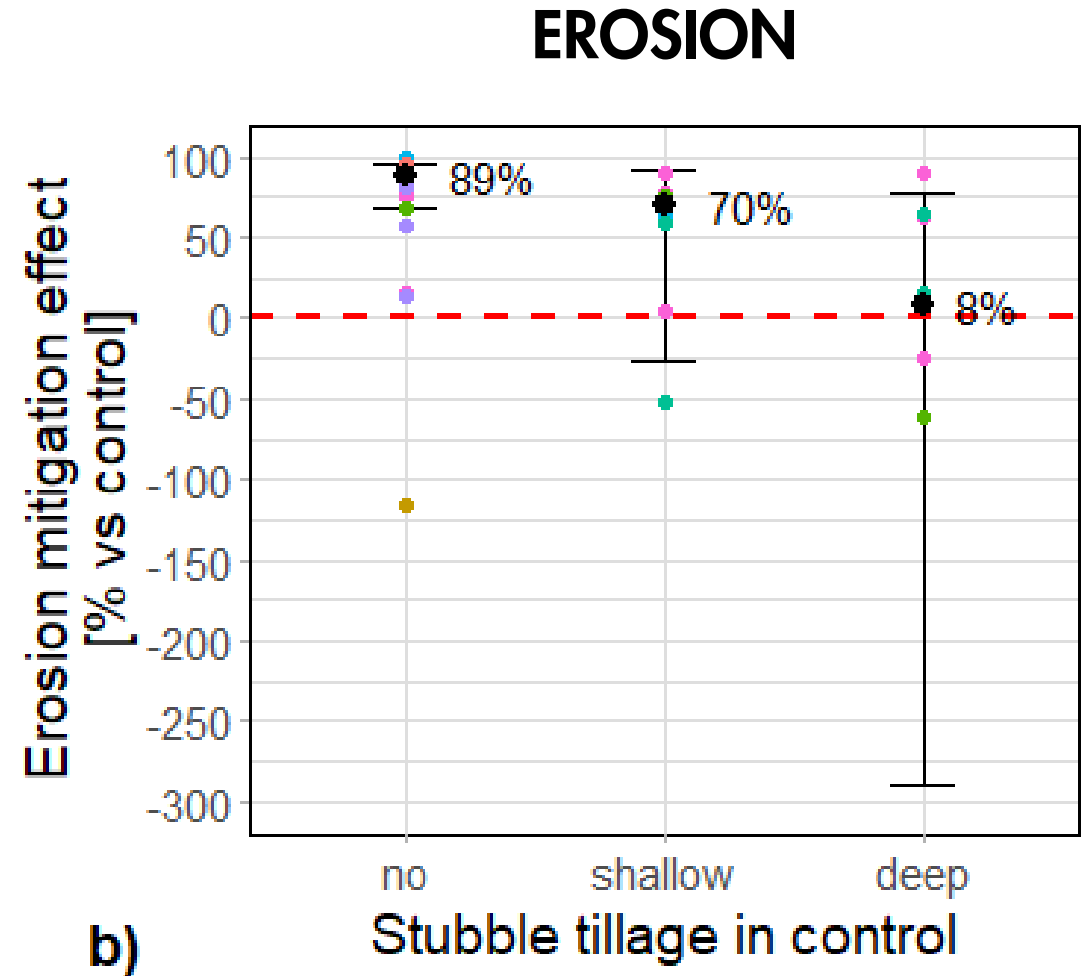 EROSION
Erosion mitigation effect
[% vs control]
100
50
0
-50
-100
-150
-200
-250
-300
89%
70%
8%
no
shallow
deep
Stubble tillage in control
b)